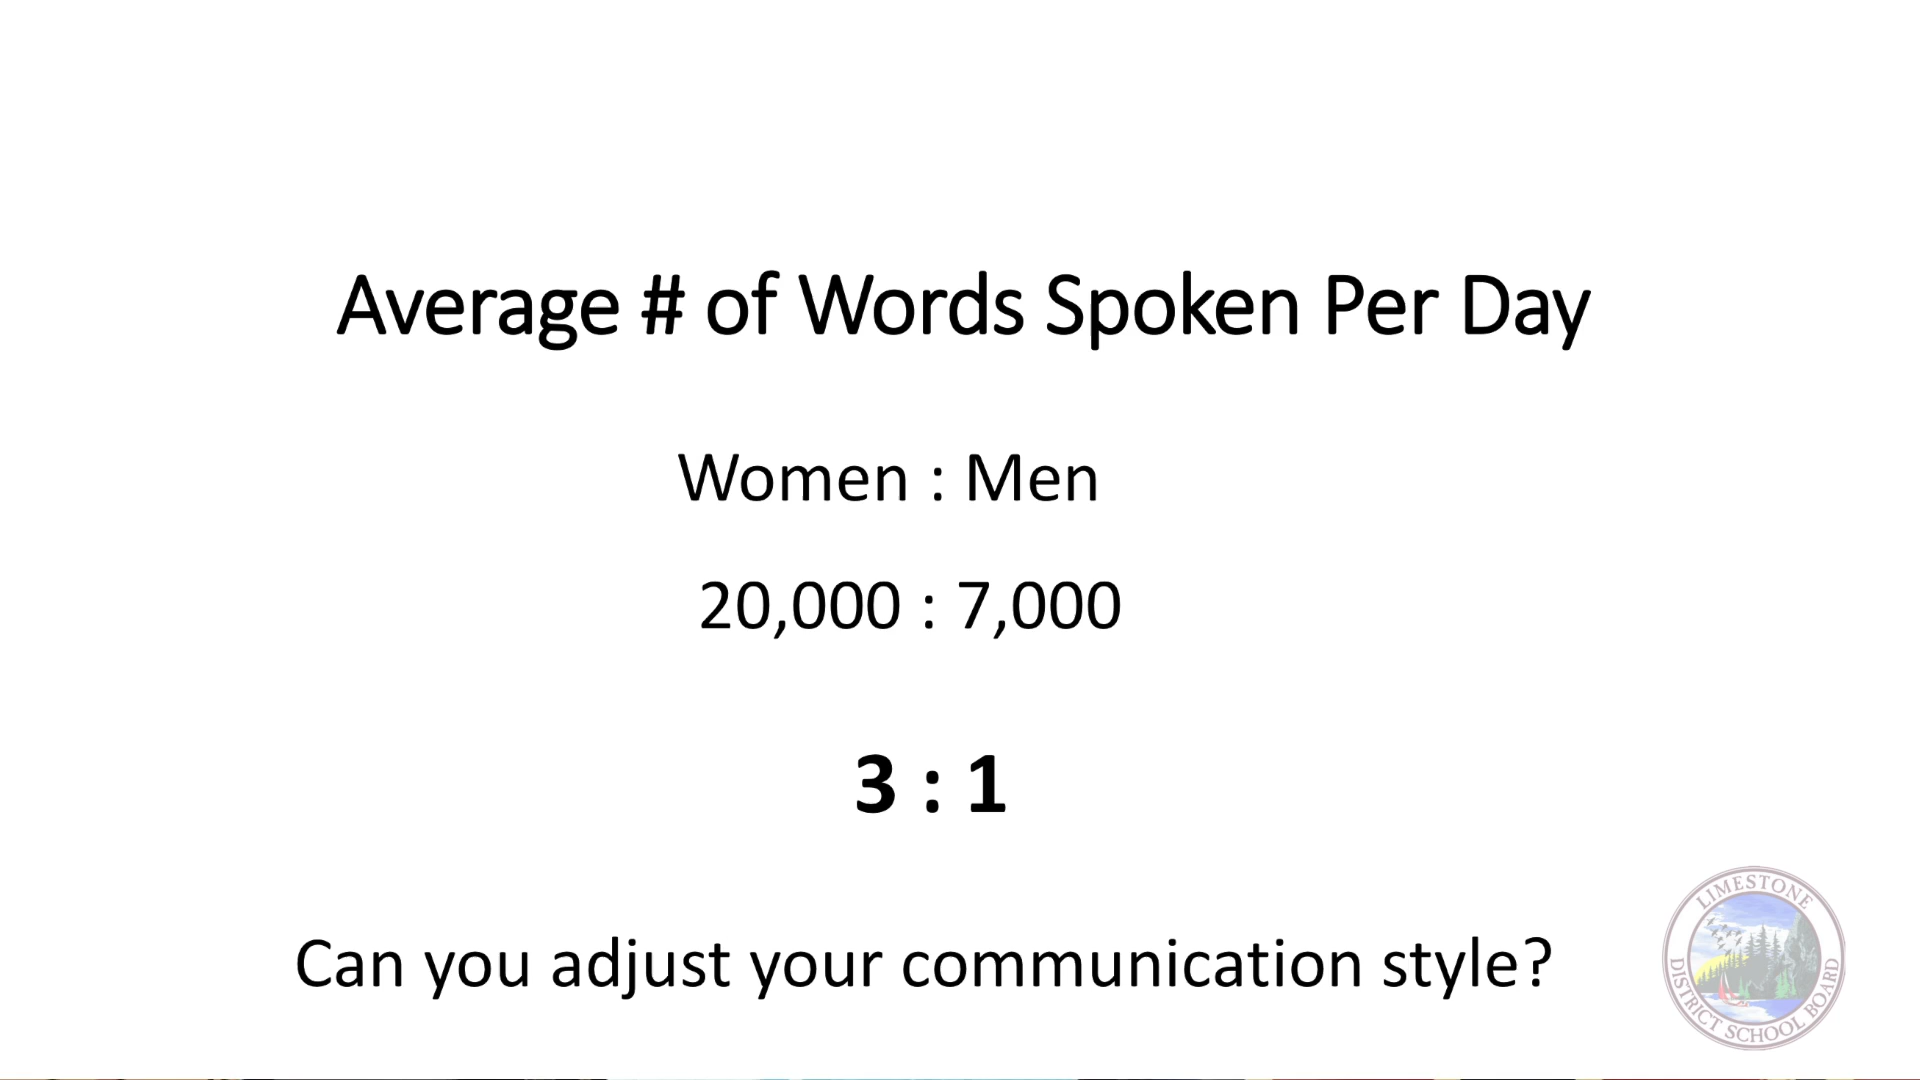 Average # of Words Spoken Per Day
Women : Men
20,000 : 7,000
3 : 1
Can you adjust your communication style?
LIMESTONE
DISTRICT SCHOOL BOARD